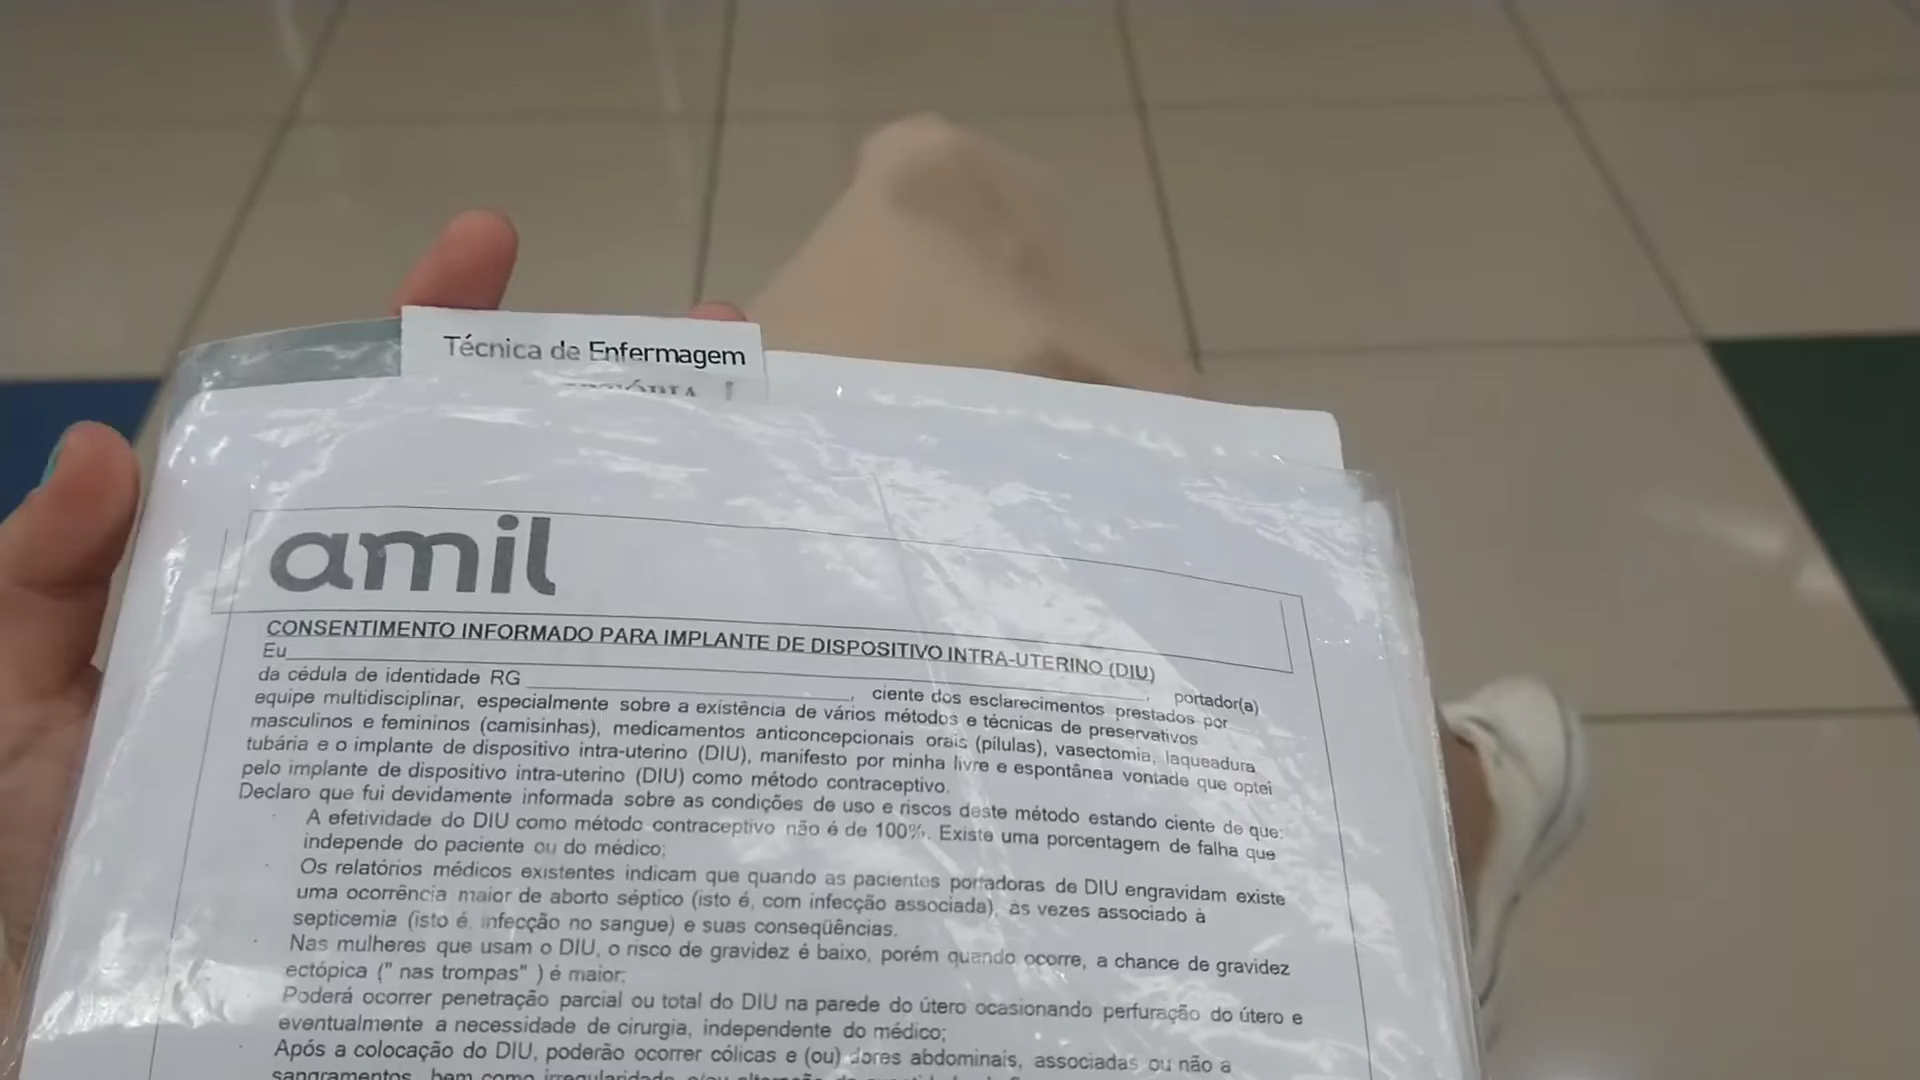 Técnica de Enfermagem
amil
CONSENTIMENTO INFORMADO PARA IMPLANTE DE DISPOSITIVO INTRA-UTERINO (DIU)
Eu________________, portador(a)
da cédula de identidade RG ________________, ciente dos esclarecimentos prestados por
equipe multidisciplinar, especialmente sobre a existência de vários métodos e técnicas de preservativos
masculinos e femininos (camisinhas), medicamentos anticoncepcionais orais (pílulas), vasectomia, laqueadura
tubária e o implante de dispositivo intra-uterino (DIU), manifesto por minha livre e espontânea vontade que optei
pelo implante de dispositivo intra-uterino (DIU) como método contraceptivo.
Declaro que fui devidamente informada sobre as condições de uso e riscos deste método estando ciente de que:
A efetividade do DIU como método contraceptivo não é de 100%. Existe uma porcentagem de falha que
independe do paciente ou do médico;
Os relatórios médicos existentes indicam que quando as pacientes portadoras de DIU engravidam existe
uma ocorrência maior de aborto séptico (isto é, com infecção associada), às vezes associado à
septicemia (isto é, infecção no sangue) e suas conseqüências.
Nas mulheres que usam o DIU, o risco de gravidez é baixo, porém quando ocorre, a chance de gravidez
ectópica (" nas trompas" ) é maior;
Poderá ocorrer penetração parcial ou total do DIU na parede do útero ocasionando perfuração do útero e
eventualmente a necessidade de cirurgia, independente do médico;
Após a colocação do DIU, poderão ocorrer cólicas e (ou) dores abdominais, associadas ou não a
sangramentos, bem como irregularidade